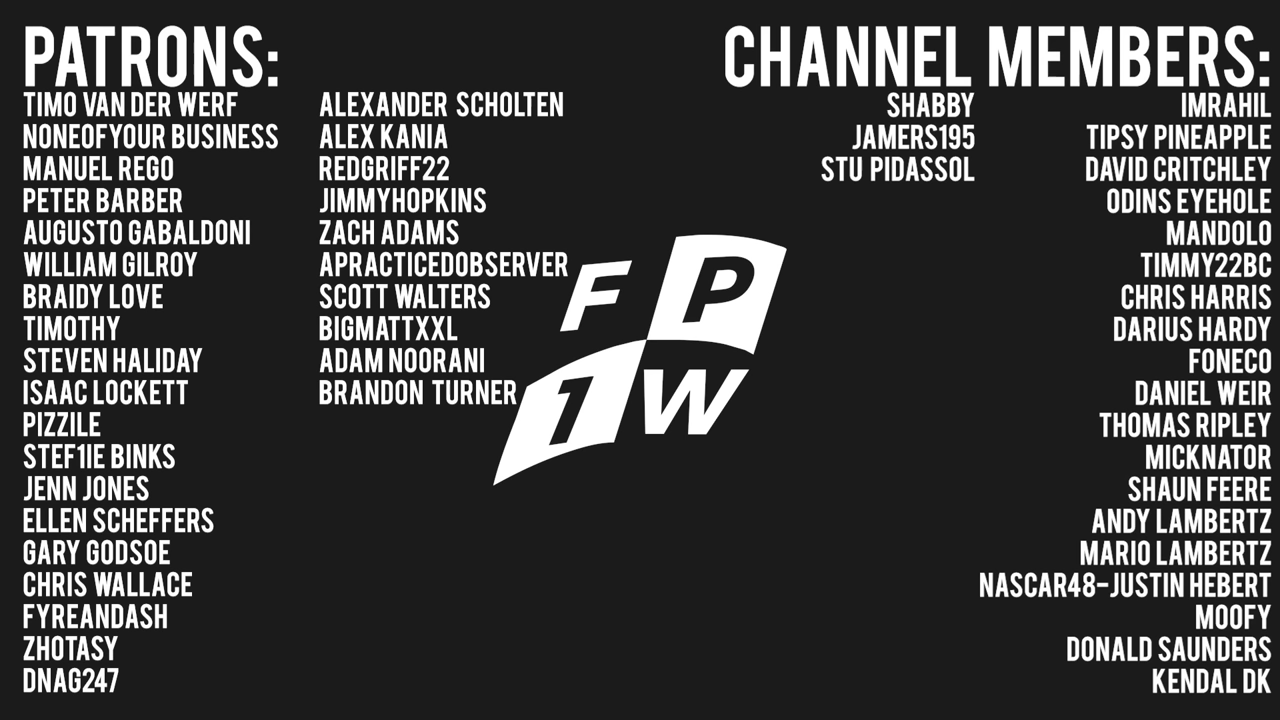 PATRONS:
TIMO VAN DER WERF
NONEOFYOUR BUSINESS
MANUEL REGO
PETER BARBER
AUGUSTO GABALDONI
WILLIAM GILROY
BRAIDY LOVE
TIMOTHY
STEVEN HALIDAY
ISAAC LOCKETT
PIZZILE
STEF1IE BINKS
JENN JONES
ELLEN SCHEFFERS
GARY GODSOE
CHRIS WALLACE
FYREANDASH
ZHOTASY
DNAG247
ALEXANDER SCHOLTEN
ALEX KANIA
REDGRIFF22
JIMMYHOPKINS
ZACH ADAMS
APRACTICEDOBSERVER
SCOTT WALTERS
BIGMATTXXL
ADAM NOORANI
BRANDON TURNER
F P
1 W
CHANNEL MEMBERS:
SHABBY
JAMERS195
STU PIDASSOL
IMRAHIL
TIPSY PINEAPPLE
DAVID CRITCHLEY
ODINS EYEHOLE
MANDOLO
TIMMY22BC
CHRIS HARRIS
DARIUS HARDY
FONECO
DANIEL WEIR
THOMAS RIPLEY
MICKNATOR
SHAUN FEERE
ANDY LAMBERTZ
MARIO LAMBERTZ
NASCAR48-JUSTIN HEBERT
MOOFY
DONALD SAUNDERS
KENDAL DK